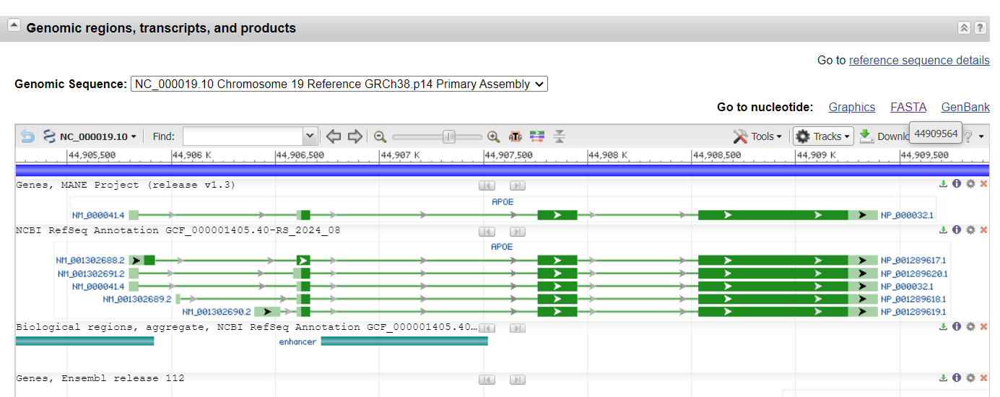 Genomic regions, transcripts, and products
?
Go to reference sequence details
Genomic Sequence: NC_000019.10 Chromosome 19 Reference GRCh38.p14 Primary Assembly
Go to nucleotide: Graphics FASTA GenBank
NC_000019.10 Find: ATG Tools Tracks Downlo 44909564 ?
44,905,500 44,906 K 44,906,500 44,907 K 44,907,500 44,908 K 44,908,500 44,909 K 44,909,500
Genes, MANE Project (release v1.3)
APOE
NM_000041.4 NP_000032.1
NCBI RefSeq Annotation GCF_000001405.40-RS_2024_08
APOE
NM_001302688.2 NP_001289617.1
NM_001302691.2 NP_001289620.1
NM_000041.4 NP_000032.1
NM_001302689.2 NP_001289618.1
NM_001302690.2 NP_001289619.1
Biological regions, aggregate, NCBI RefSeq Annotation GCF_000001405.40...
enhancer
Genes, Ensembl release 112